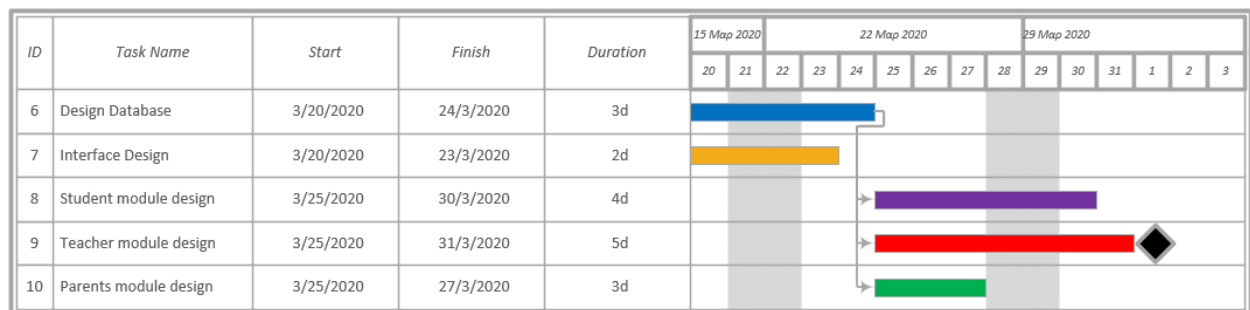 ID Task Name Start Finish Duration 15 Мар 2020 22 Мар 2020 29 Мар 2020
20 21 22 23 24 25 26 27 28 29 30 31 1 2 3
6 Design Database 3/20/2020 24/3/2020 3d
7 Interface Design 3/20/2020 23/3/2020 2d
8 Student module design 3/25/2020 30/3/2020 4d
9 Teacher module design 3/25/2020 31/3/2020 5d
10 Parents module design 3/25/2020 27/3/2020 3d